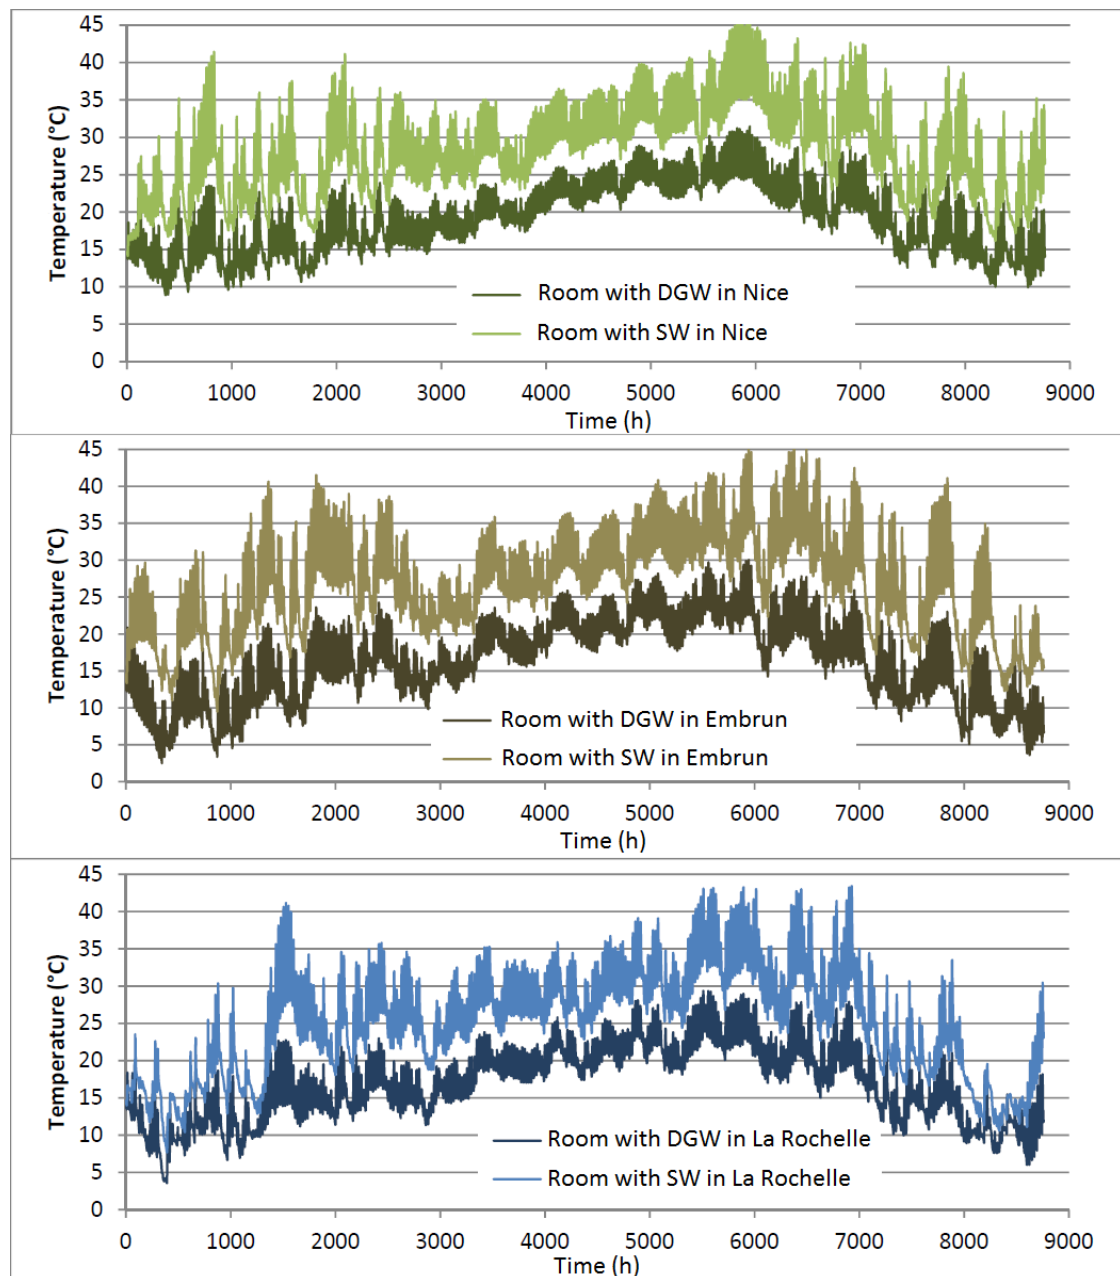 45
40
35
30
25
20
15
10
5
0
Temperature (°C)
Room with DGW in Nice
Room with SW in Nice
0 1000 2000 3000 4000 5000 6000 7000 8000 9000
Time (h)
45
40
35
30
25
20
15
10
5
0
Temperature (°C)
Room with DGW in Embrun
Room with SW in Embrun
0 1000 2000 3000 4000 5000 6000 7000 8000 9000
Time (h)
45
40
35
30
25
20
15
10
5
0
Temperature (°C)
Room with DGW in La Rochelle
Room with SW in La Rochelle
0 1000 2000 3000 4000 5000 6000 7000 8000 9000
Time (h)